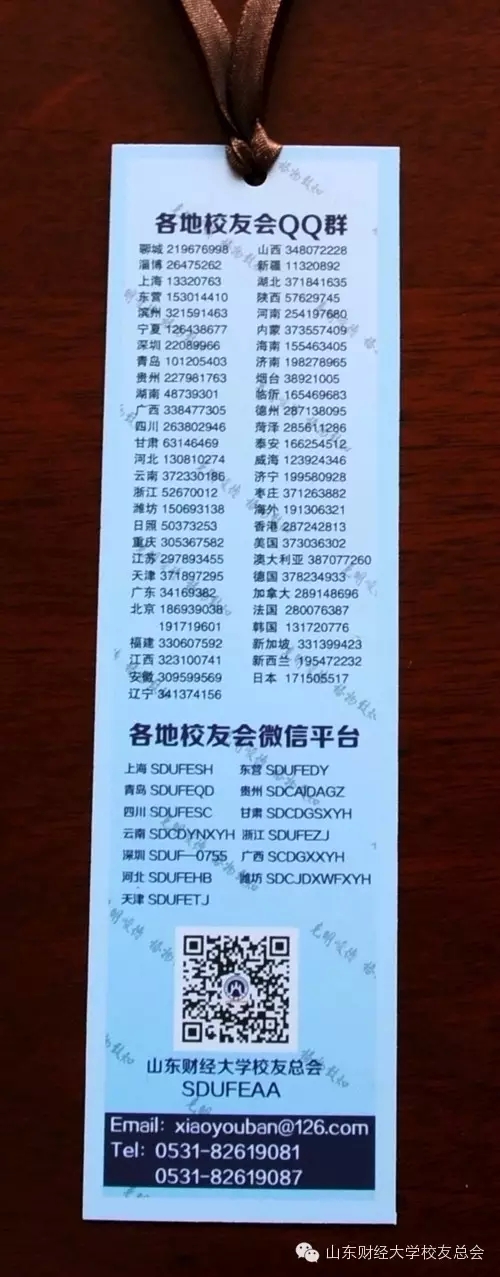 各地校友会QQ群
聊城 219676998 山西 348072228
淄博 26475262 新疆 11320892
上海 13320763 湖北 371841635
东营 153014410 陕西 57629745
滨州 321591463 河南 254197680
宁夏 126438677 内蒙 373557409
深圳 22089966 海南 155463405
青岛 101205403 济南 198278965
贵州 227981763 烟台 38921005
湖南 48739301 临沂 165469683
广西 338477305 德州 287138095
四川 263802946 菏泽 285611286
甘肃 63146469 泰安 166254512
河北 130810274 威海 123924346
云南 372330186 济宁 199580928
浙江 52670012 枣庄 371263882
潍坊 150693138 海外 191306321
日照 50373253 香港 287242813
重庆 305367582 美国 373036302
江苏 297893455 澳大利亚 387077260
天津 371897295 德国 378234933
广东 34169382 加拿大 289148696
北京 186939038 法国 280076387
191719601 韩国 131720776
福建 330607592 新加坡 331399423
江西 323100741 新西兰 195472232
安徽 309599569 日本 171505517
辽宁 341374156
各地校友会微信平台
上海 SDUFESH 东营 SDUFEDY
青岛 SDUFEQD 贵州 SDCAIDAGZ
四川 SDUFESC 甘肃 SDCDGSXYH
云南 SDCDYNXYH 浙江 SDUFEZJ
深圳 SDUF—0755 广西 SCDGXXYH
河北 SDUFEHB 潍坊 SDCJDXWFXYH
天津 SDUFETJ
山东财经大学校友总会
SDUFEAA
Email: xiaoyouban@126.com
Tel: 0531-82619081
0531-82619087
山东财经大学校友总会